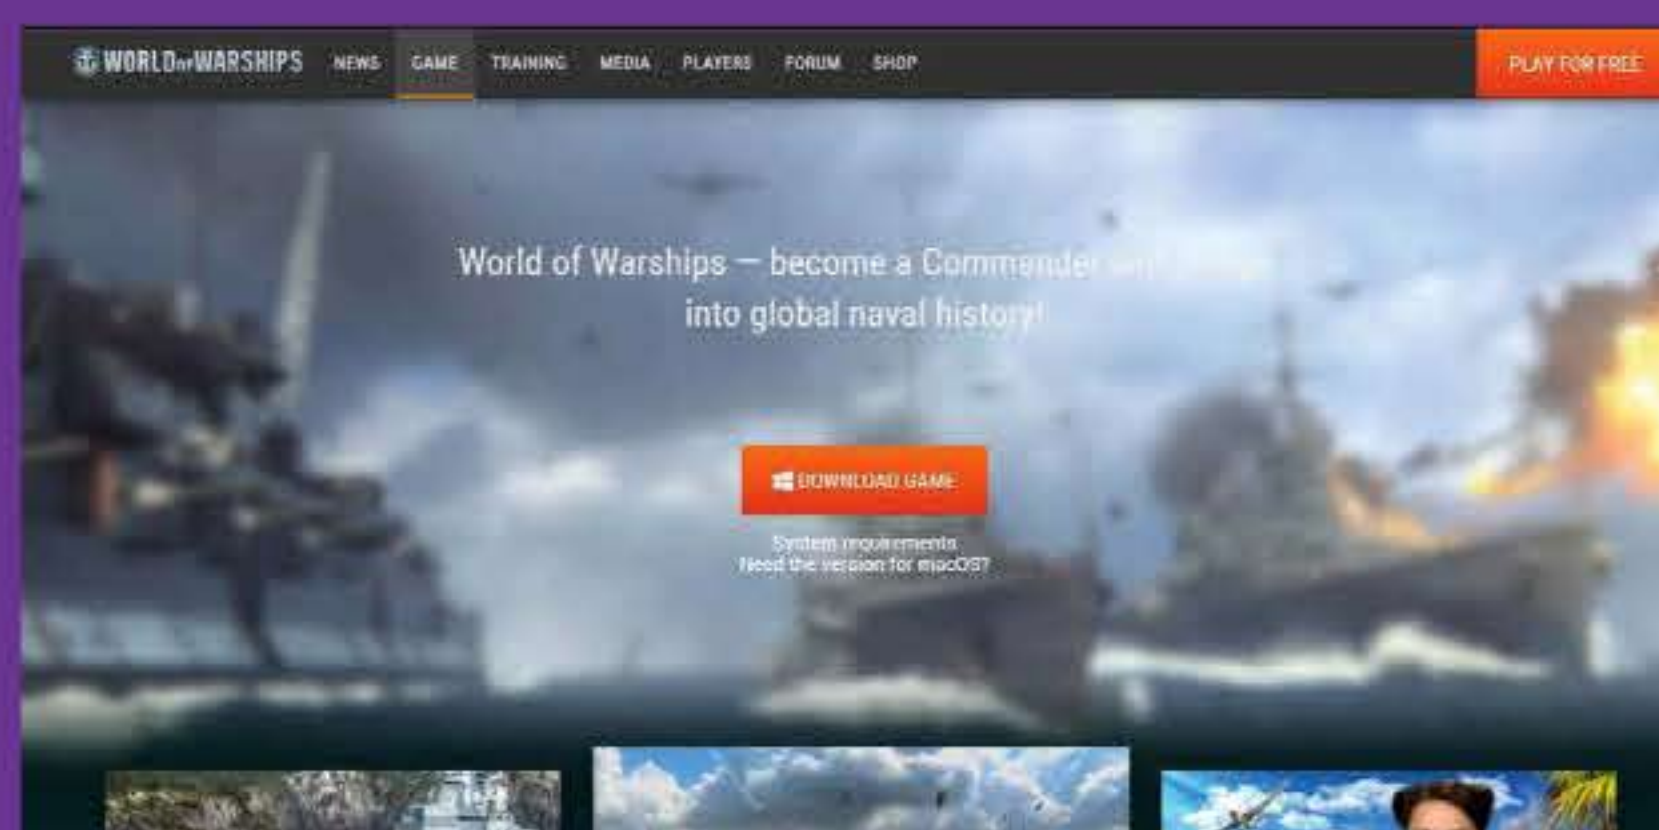 WORLD OF WARSHIPS NEWS GAME TRAINING MEDIA PLAYERS FORUM SHOP PLAY FOR FREE
World of Warships — become a Commander
into global naval history!
DOWNLOAD GAME
System requirements
Need the version for macOS?